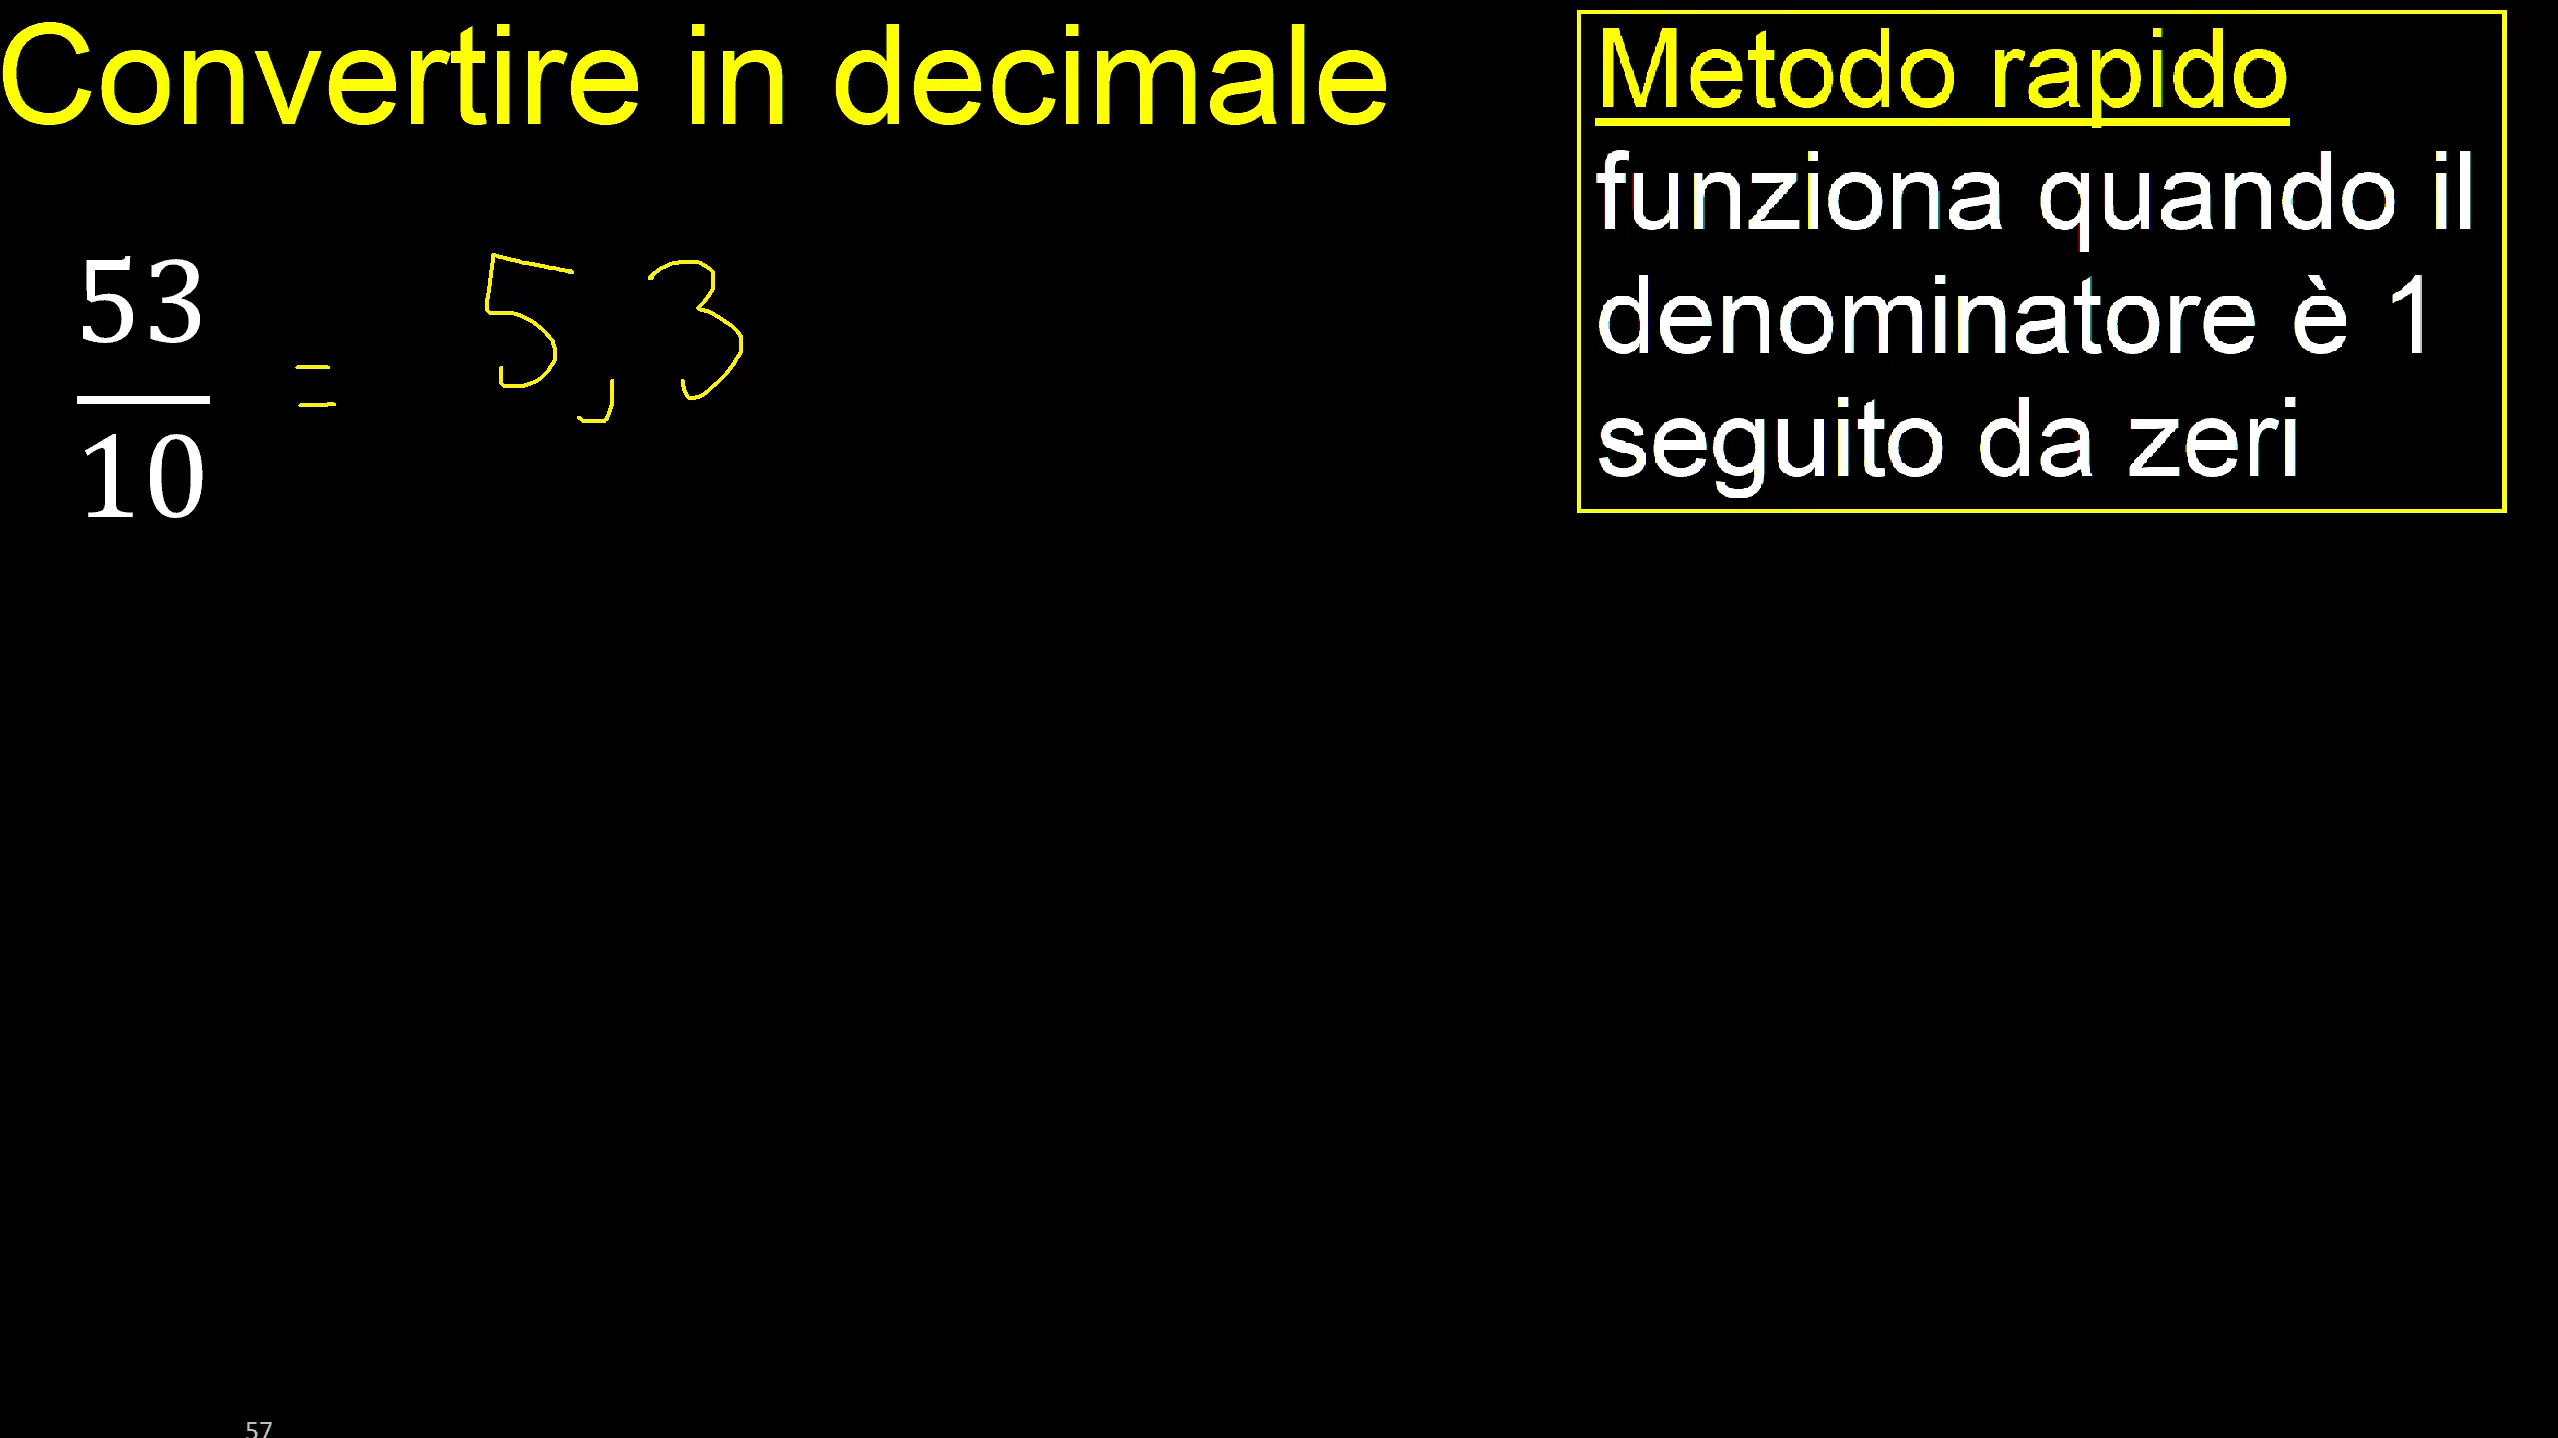 Convertire in decimale
53
10
= 5,3
Metodo rapido
funziona quando il
denominatore è 1
seguito da zeri
57